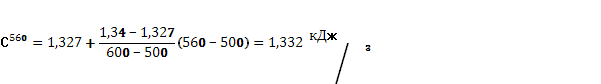 C⁵⁶⁰ = 1,327 + (1,34 − 1,327)/(600 − 500) (560 − 500) = 1,332 кДж/г